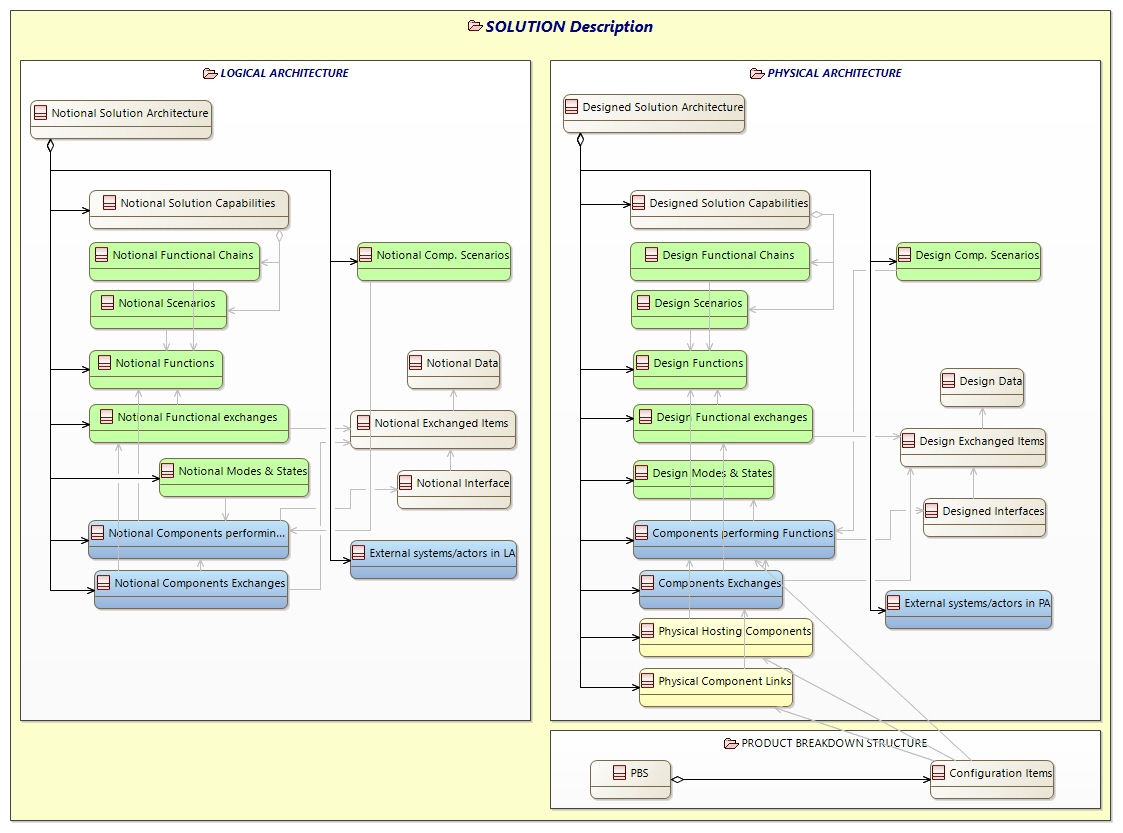 SOLUTION Description
LOGICAL ARCHITECTURE
Notional Solution Architecture
Notional Solution Capabilities
Notional Functional Chains
Notional Comp. Scenarios
Notional Scenarios
Notional Functions
Notional Data
Notional Functional exchanges
Notional Exchanged Items
Notional Modes & States
Notional Interface
Notional Components performin...
External systems/actors in LA
Notional Components Exchanges
PHYSICAL ARCHITECTURE
Designed Solution Architecture
Designed Solution Capabilities
Design Functional Chains
Design Comp. Scenarios
Design Scenarios
Design Functions
Design Data
Design Functional exchanges
Design Exchanged Items
Design Modes & States
Designed Interfaces
Components performing Functions
Components Exchanges
External systems/actors in PA
Physical Hosting Components
Physical Component Links
PRODUCT BREAKDOWN STRUCTURE
PBS
Configuration Items